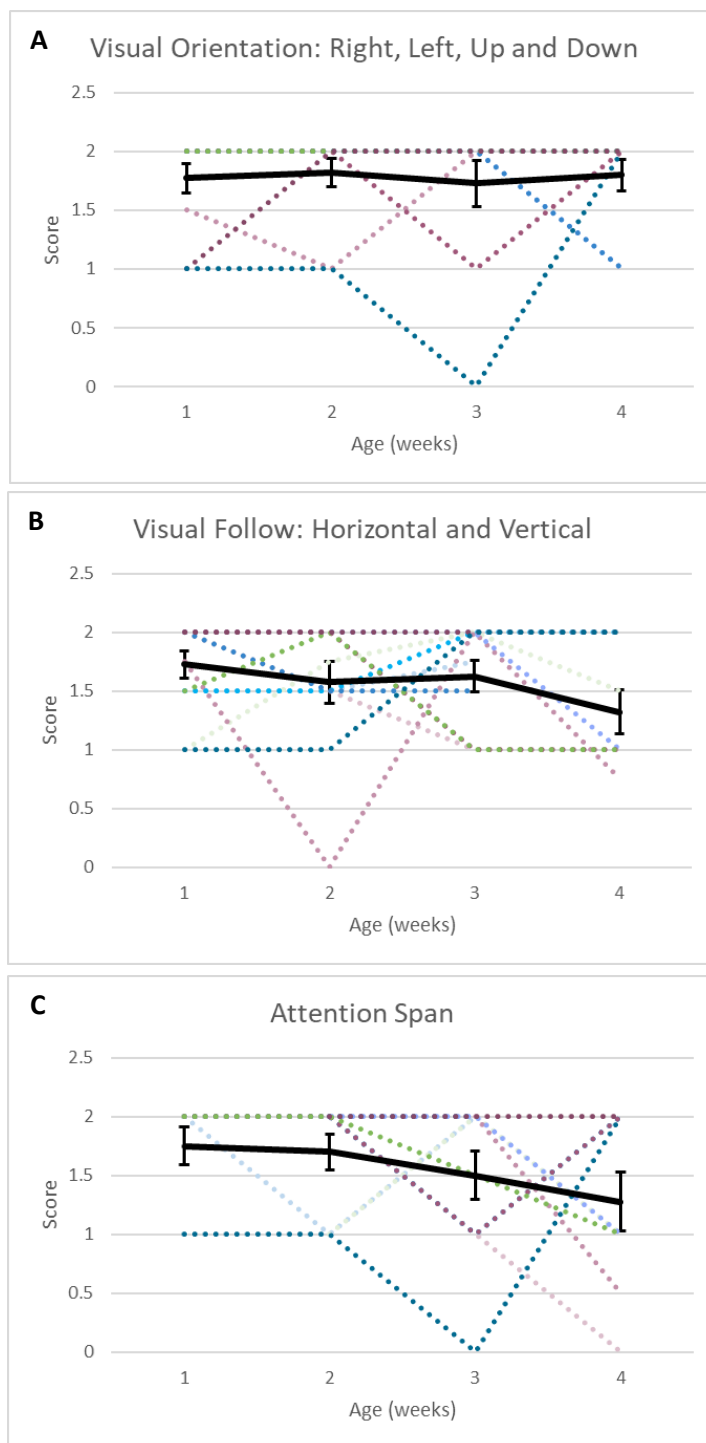 A
Visual Orientation: Right, Left, Up and Down
2.5
2
1.5
1
0.5
0
Score
1 2 3 4
Age (weeks)
B
Visual Follow: Horizontal and Vertical
2.5
2
1.5
1
0.5
0
Score
1 2 3 4
Age (weeks)
C
Attention Span
2.5
2
1.5
1
0.5
0
Score
1 2 3 4
Age (weeks)